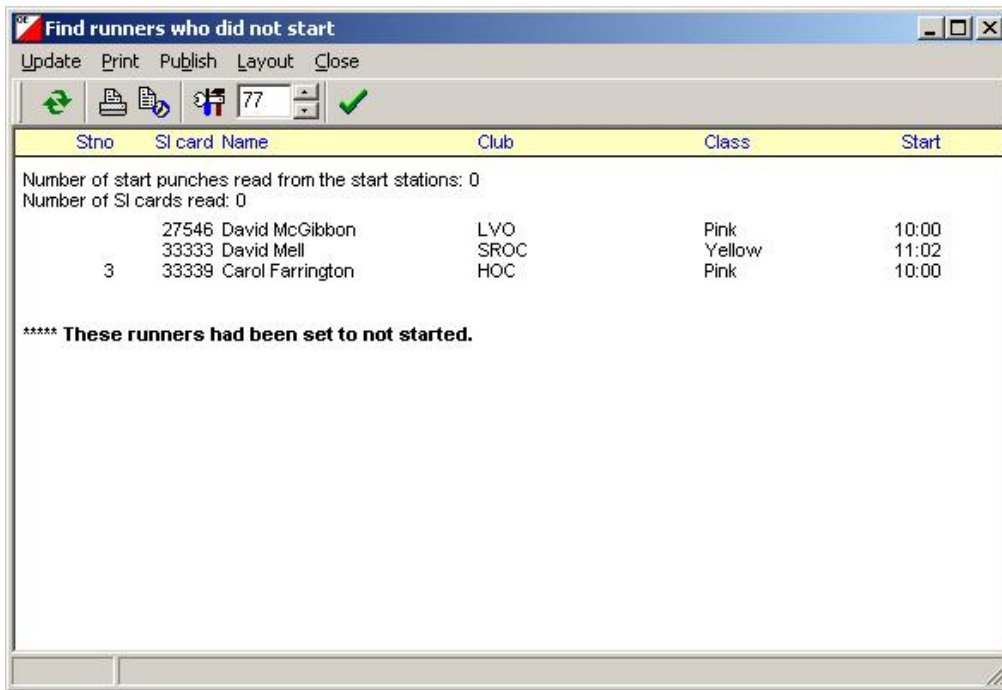 OE Find runners who did not start
Update Print Publish Layout Close
77
Stno SI card Name Club Class Start
Number of start punches read from the start stations: 0
Number of SI cards read: 0
27546 David McGibbon LVO Pink 10:00
33333 David Mell SROC Yellow 11:02
3 33339 Carol Farrington HOC Pink 10:00
***** These runners had been set to not started.